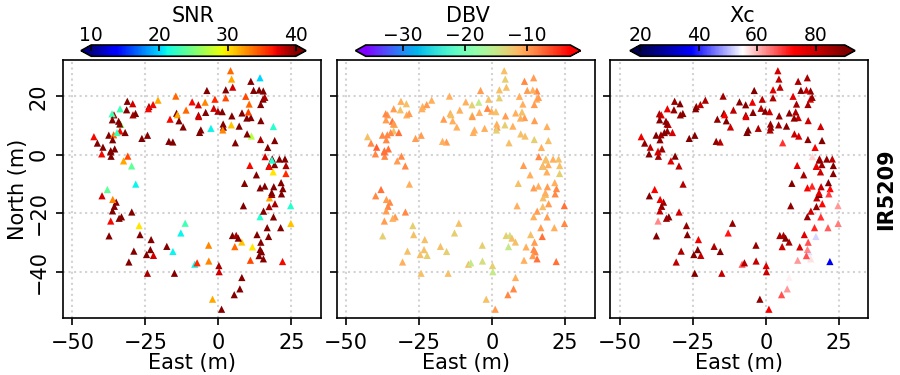 SNR DBV Xc
10 20 30 40 −30 −20 −10 20 40 60 80
20
0
−20
−40
North (m)
−50 −25 0 25 −50 −25 0 25 −50 −25 0 25
East (m) East (m) East (m)
IR5209